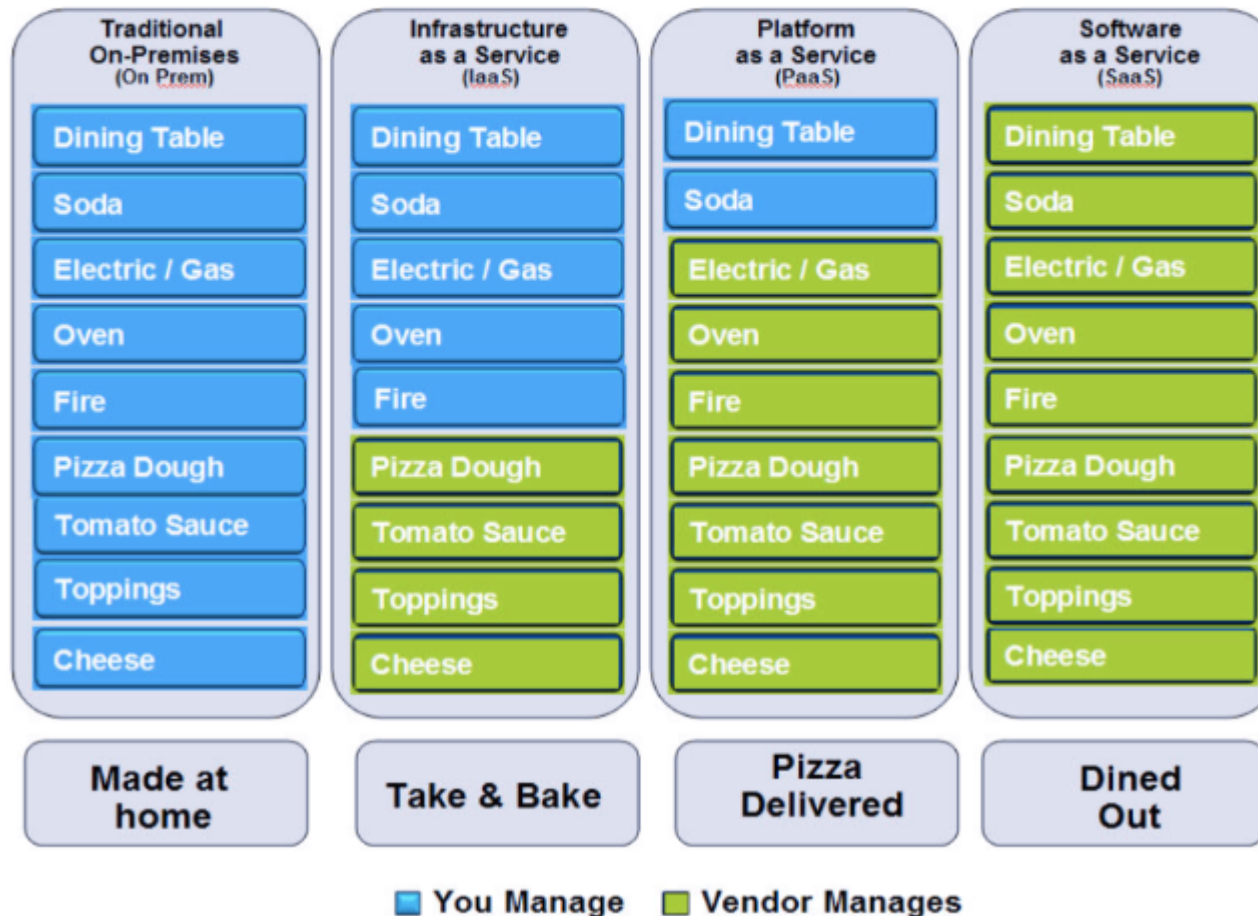 Traditional
On-Premises
(On Prem)
Dining Table
Soda
Electric / Gas
Oven
Fire
Pizza Dough
Tomato Sauce
Toppings
Cheese
Made at
home
Infrastructure
as a Service
(IaaS)
Dining Table
Soda
Electric / Gas
Oven
Fire
Pizza Dough
Tomato Sauce
Toppings
Cheese
Take & Bake
Platform
as a Service
(PaaS)
Dining Table
Soda
Electric / Gas
Oven
Fire
Pizza Dough
Tomato Sauce
Toppings
Cheese
Pizza
Delivered
Software
as a Service
(SaaS)
Dining Table
Soda
Electric / Gas
Oven
Fire
Pizza Dough
Tomato Sauce
Toppings
Cheese
Dined
Out
You Manage
Vendor Manages